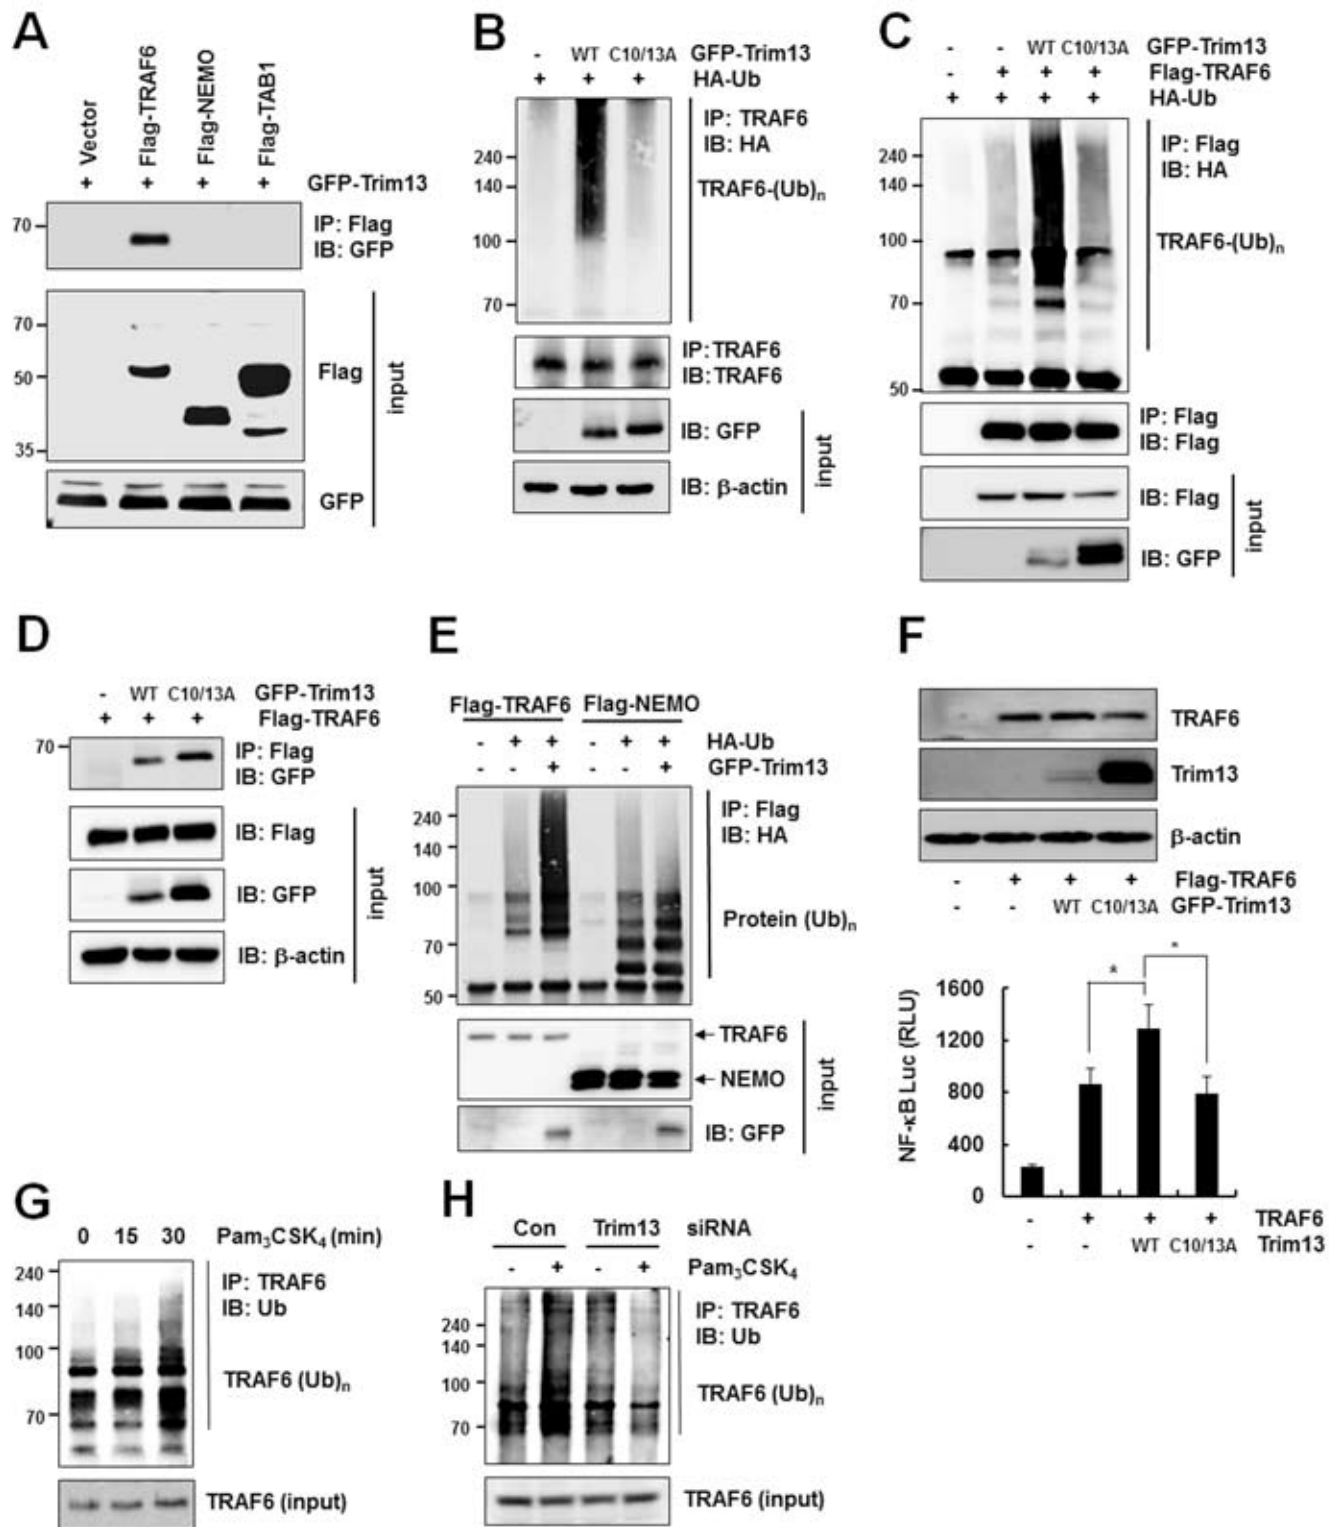 A
Vector
Flag-TRAF6
Flag-NEMO
Flag-TAB1
+ + + + GFP-Trim13
70
IP: Flag
IB: GFP
70
50
35
Flag
GFP
input
B
- WT C10/13A GFP-Trim13
+ + + HA-Ub
240
140
100
70
IP: TRAF6
IB: HA
TRAF6-(Ub)n
IP:TRAF6
IB:TRAF6
IB: GFP
IB: β-actin
input
C
- - WT C10/13A GFP-Trim13
- + + + Flag-TRAF6
+ + + + HA-Ub
240
140
100
70
50
IP: Flag
IB: HA
TRAF6-(Ub)n
IP: Flag
IB: Flag
IB: Flag
IB: GFP
input
D
- WT C10/13A GFP-Trim13
+ + + Flag-TRAF6
70
IP: Flag
IB: GFP
IB: Flag
IB: GFP
IB: β-actin
input
E
Flag-TRAF6 Flag-NEMO
- + + - + + HA-Ub
- - + - - + GFP-Trim13
240
140
100
70
50
IP: Flag
IB: HA
Protein (Ub)n
TRAF6
NEMO
IB: GFP
input
F
TRAF6
Trim13
β-actin
- + + + Flag-TRAF6
- - WT C10/13A GFP-Trim13
* *
NF-κB Luc (RLU)
1600
1200
800
400
0
- + + + TRAF6
- - WT C10/13A Trim13
G
0 15 30 Pam3CSK4 (min)
240
140
100
70
IP: TRAF6
IB: Ub
TRAF6 (Ub)n
TRAF6 (input)
H
Con Trim13 siRNA
- + - + Pam3CSK4
240
140
100
70
IP: TRAF6
IB: Ub
TRAF6 (Ub)n
TRAF6 (input)